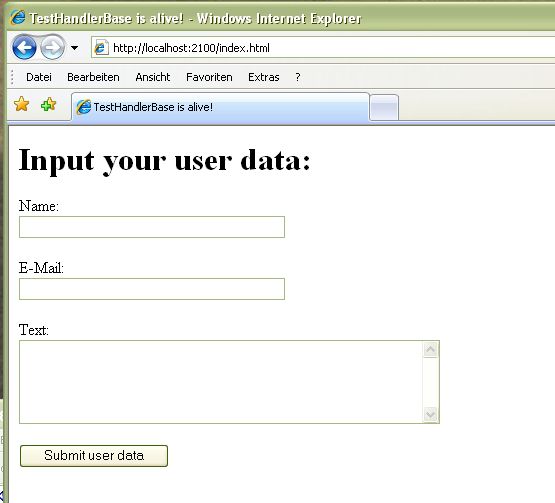 TestHandlerBase is alive! - Windows Internet Explorer
http://localhost:2100/index.html
Datei Bearbeiten Ansicht Favoriten Extras ?
TestHandlerBase is alive!
Input your user data:
Name:
E-Mail:
Text:
Submit user data